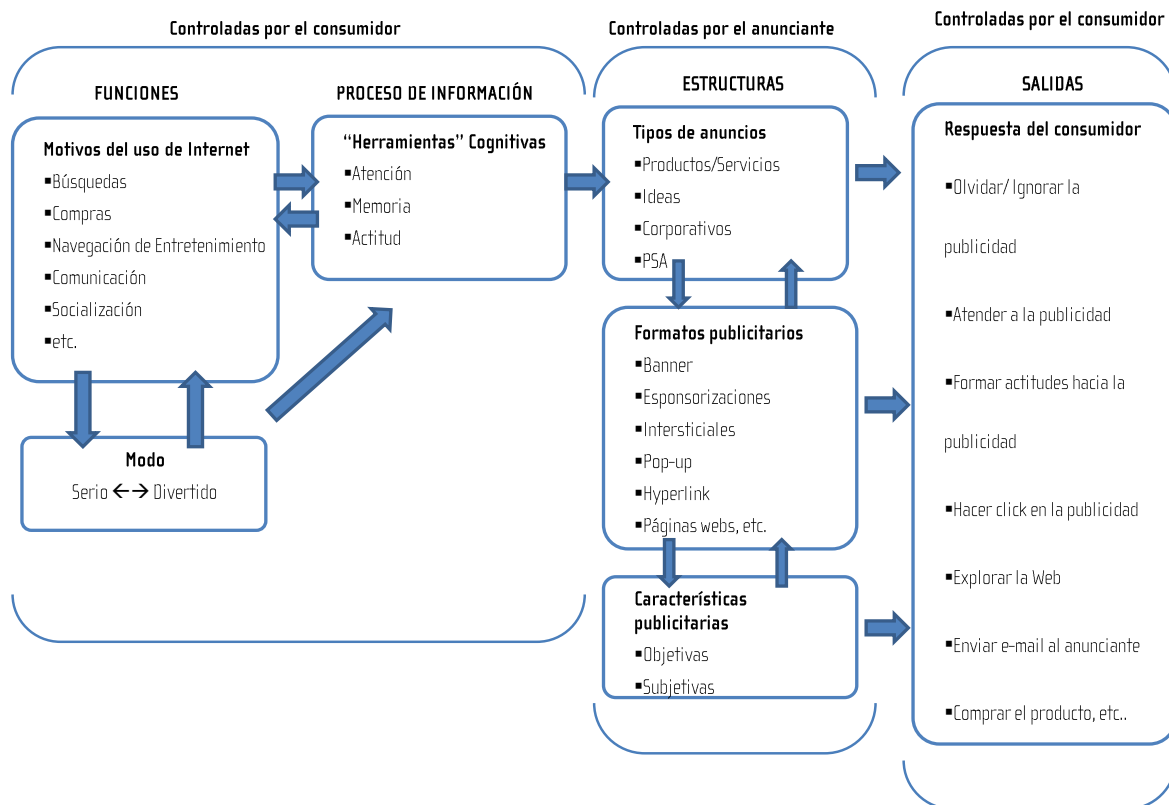 Controladas por el consumidor
Controladas por el anunciante
Controladas por el consumidor
FUNCIONES
PROCESO DE INFORMACIÓN
ESTRUCTURAS
SALIDAS
Motivos del uso de Internet
▪Búsquedas
▪Compras
▪Navegación de Entretenimiento
▪Comunicación
▪Socialización
▪etc.
Modo
Serio ←→ Divertido
“Herramientas” Cognitivas
▪Atención
▪Memoria
▪Actitud
Tipos de anuncios
▪Productos/Servicios
▪Ideas
▪Corporativos
▪PSA
Formatos publicitarios
▪Banner
▪Esponsorizaciones
▪Intersticiales
▪Pop-up
▪Hyperlink
▪Páginas webs, etc.
Característícas
publicitarias
▪Objetivas
▪Subjetivas
Respuesta del consumidor
▪Olvidar/ Ignorar la
publicidad
▪Atender a la publicidad
▪Formar actitudes hacia la
publicidad
▪Hacer click en la publicidad
▪Explorar la Web
▪Enviar e-mail al anunciante
▪Comprar el producto, etc..